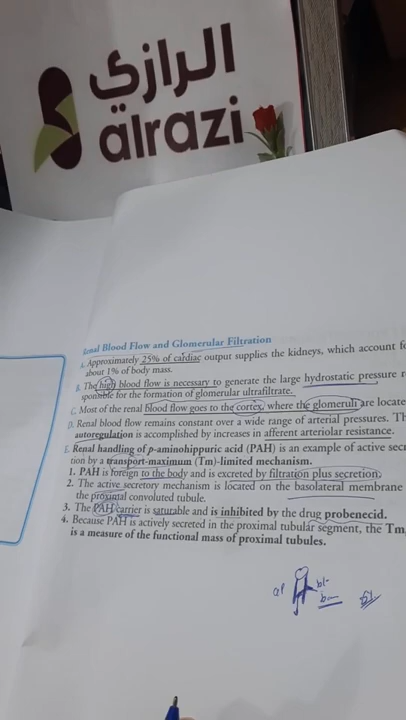 الرازي
alrazi
Renal Blood Flow and Glomerular Filtration
A. Approximately 25% of cardiac output supplies the kidneys, which account fo
about 1% of body mass.
B. The high blood flow is necessary to generate the large hydrostatic pressure r
sponsible for the formation of glomerular ultrafiltrate.
C. Most of the renal blood flow goes to the cortex, where the glomeruli are locate
D. Renal blood flow remains constant over a wide range of arterial pressures. Th
autoregulation is accomplished by increases in afferent arteriolar resistance.
E. Renal handling of p-aminohippuric acid (PAH) is an example of active secr
tion by a transport-maximum (Tm)-limited mechanism.
1. PAH is foreign to the body and is excreted by filtration plus secretion.
2. The active secretory mechanism is located on the basolateral membrane
the proximal convoluted tubule.
3. The PAH carrier is saturable and is inhibited by the drug probenecid.
4. Because PAH is actively secreted in the proximal tubular segment, the Tm
is a measure of the functional mass of proximal tubules.